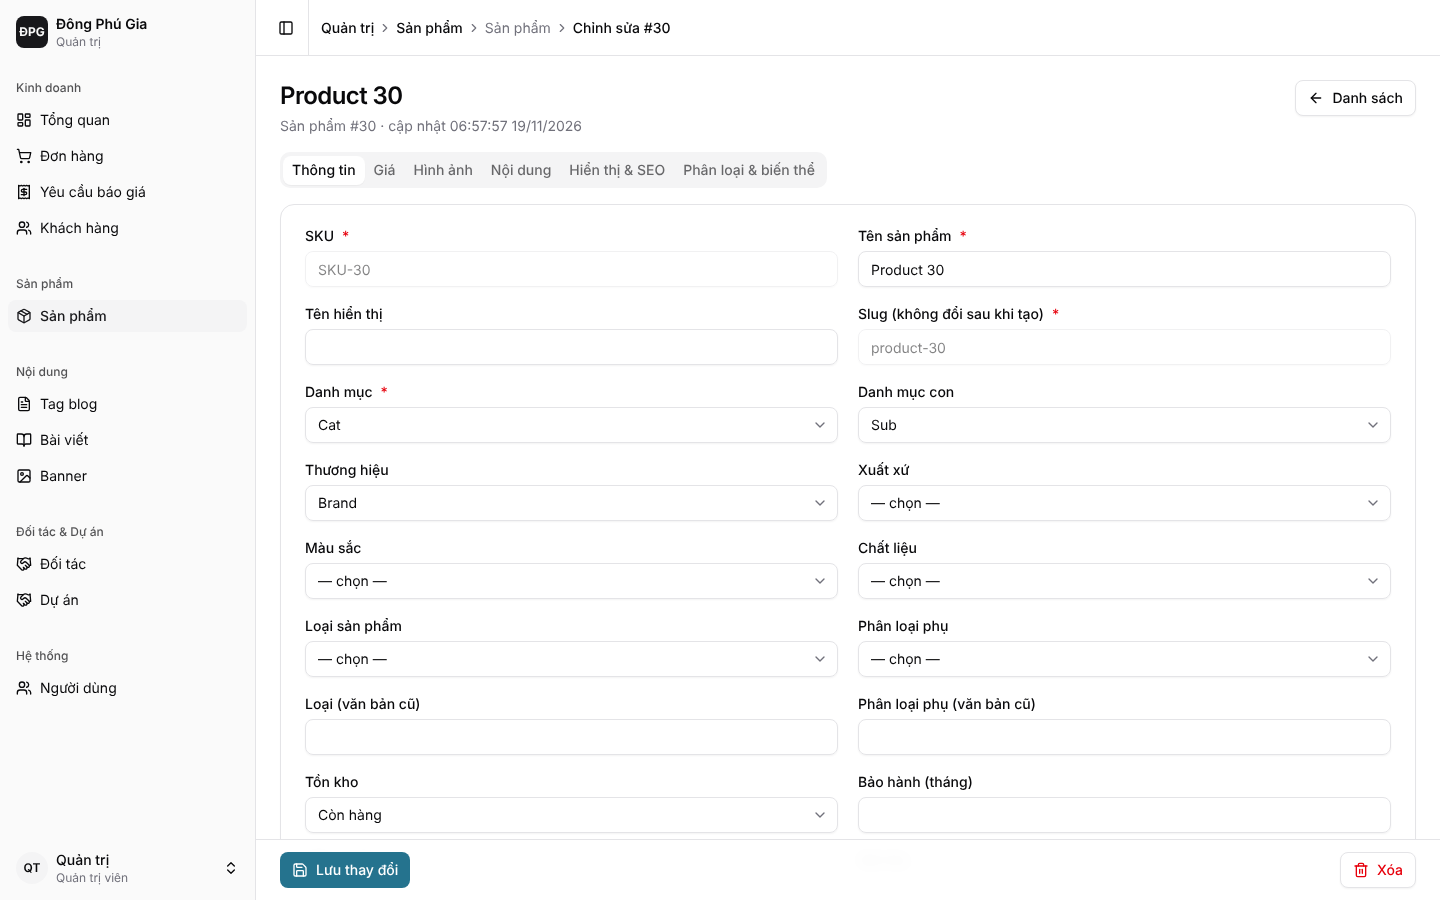 ĐPG
Đông Phú Gia
Quản trị
Kinh doanh
Tổng quan
Đơn hàng
Yêu cầu báo giá
Khách hàng
Sản phẩm
Sản phẩm
Nội dung
Tag blog
Bài viết
Banner
Đối tác & Dự án
Đối tác
Dự án
Hệ thống
Người dùng
QT
Quản trị
Quản trị viên
Quản trị > Sản phẩm > Sản phẩm > Chỉnh sửa #30
Product 30
Sản phẩm #30 · cập nhật 06:57:57 19/11/2026
Danh sách
Thông tin Giá Hình ảnh Nội dung Hiển thị & SEO Phân loại & biến thể
SKU * Tên sản phẩm *
SKU-30 Product 30
Tên hiển thị Slug (không đổi sau khi tạo) *
product-30
Danh mục * Danh mục con
Cat Sub
Thương hiệu Xuất xứ
Brand — chọn —
Màu sắc Chất liệu
— chọn — — chọn —
Loại sản phẩm Phân loại phụ
— chọn — — chọn —
Loại (văn bản cũ) Phân loại phụ (văn bản cũ)
Tồn kho Bảo hành (tháng)
Còn hàng
Lưu thay đổi Xóa